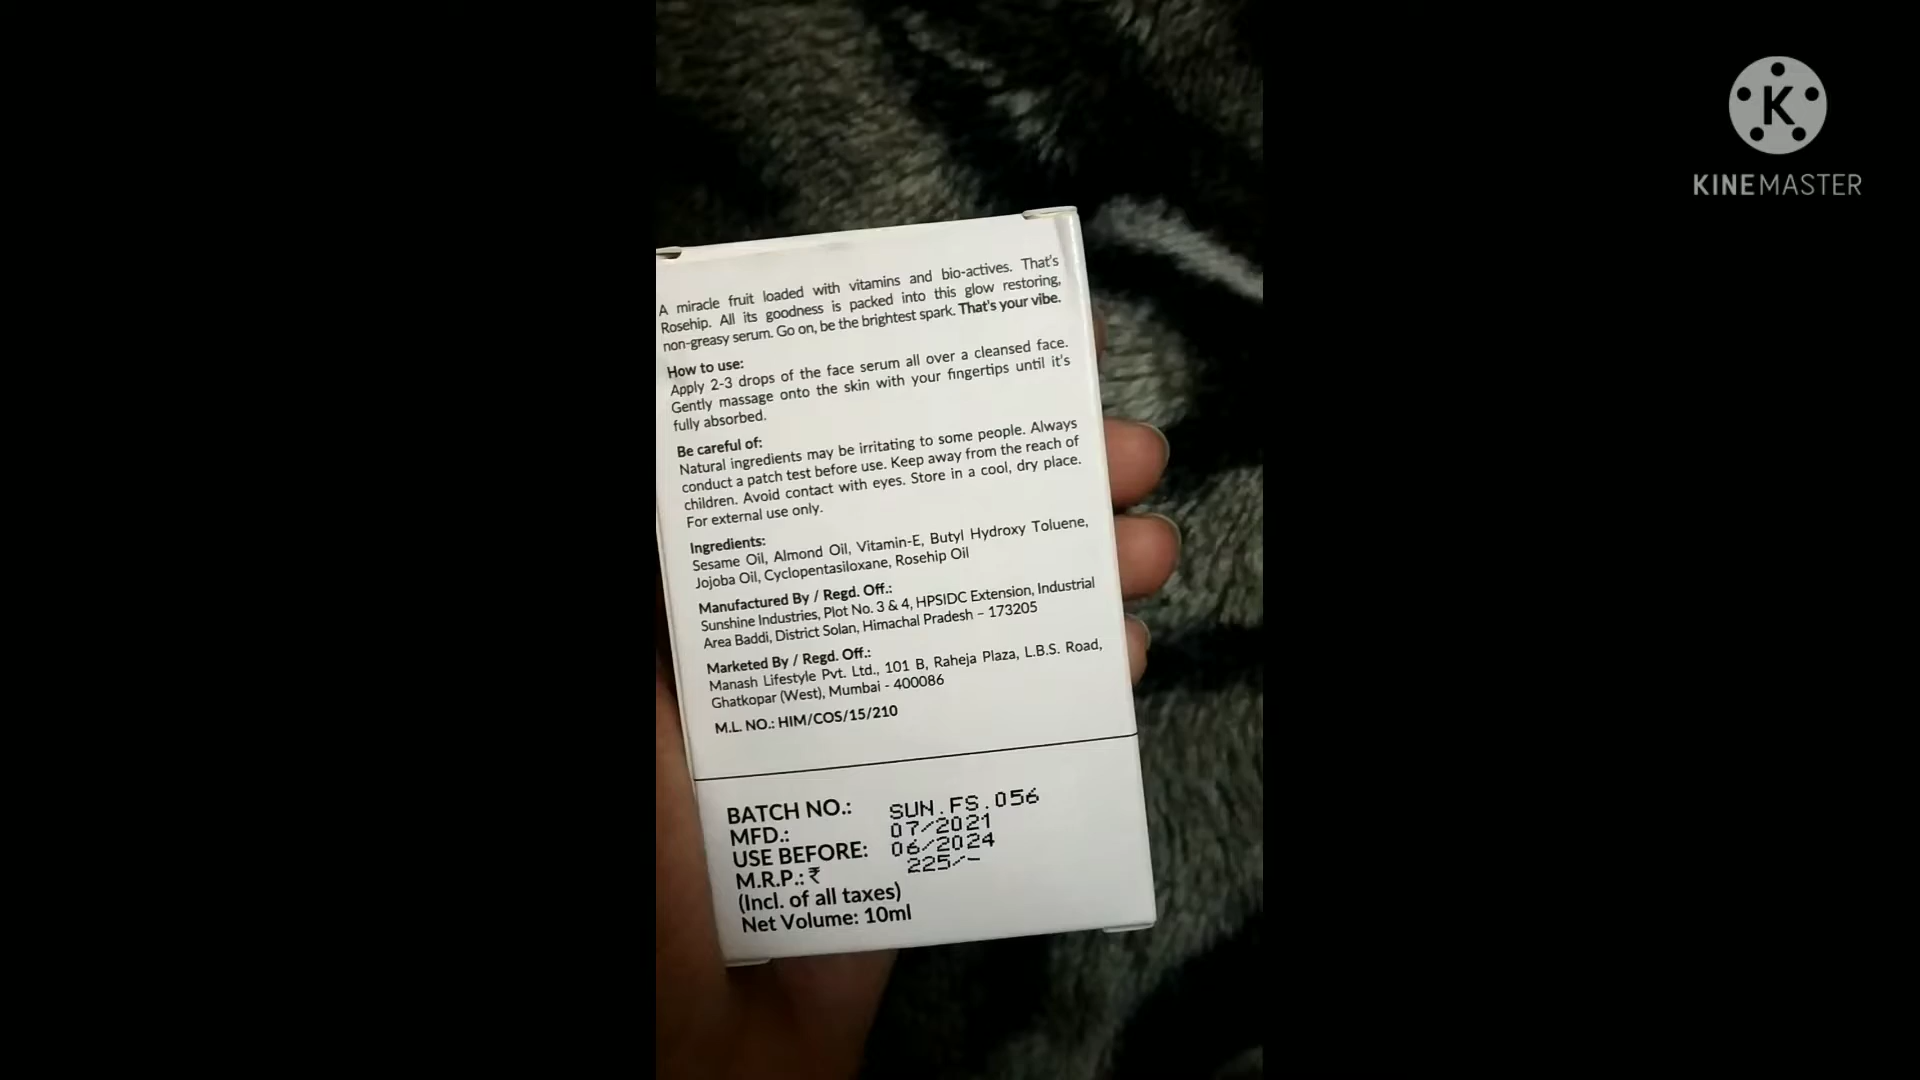 A miracle fruit loaded with vitamins and bio-actives. That's
Rosehip. All its goodness is packed into this glow restoring,
non-greasy serum. Go on, be the brightest spark. That's your vibe.
How to use:
Apply 2-3 drops of the face serum all over a cleansed face.
Gently massage onto the skin with your fingertips until it's
fully absorbed.
Be careful of:
Natural ingredients may be irritating to some people. Always
conduct a patch test before use. Keep away from the reach of
children. Avoid contact with eyes. Store in a cool, dry place.
For external use only.
Ingredients:
Sesame Oil, Almond Oil, Vitamin-E, Butyl Hydroxy Toluene,
Jojoba Oil, Cyclopentasiloxane, Rosehip Oil
Manufactured By / Regd. Off.:
Sunshine Industries, Plot No. 3 & 4, HPSIDC Extension, Industrial
Area Baddi, District Solan, Himachal Pradesh – 173205
Marketed By / Regd. Off.:
Manash Lifestyle Pvt. Ltd., 101 B, Raheja Plaza, L.B.S. Road,
Ghatkopar (West), Mumbai - 400086
M.L. NO.: HIM/COS/15/210
BATCH NO.: SUN.FS.056
MFD.: 07/2021
USE BEFORE: 06/2024
M.R.P.: ₹ 225/-
(Incl. of all taxes)
Net Volume: 10ml
K
KINEMASTER